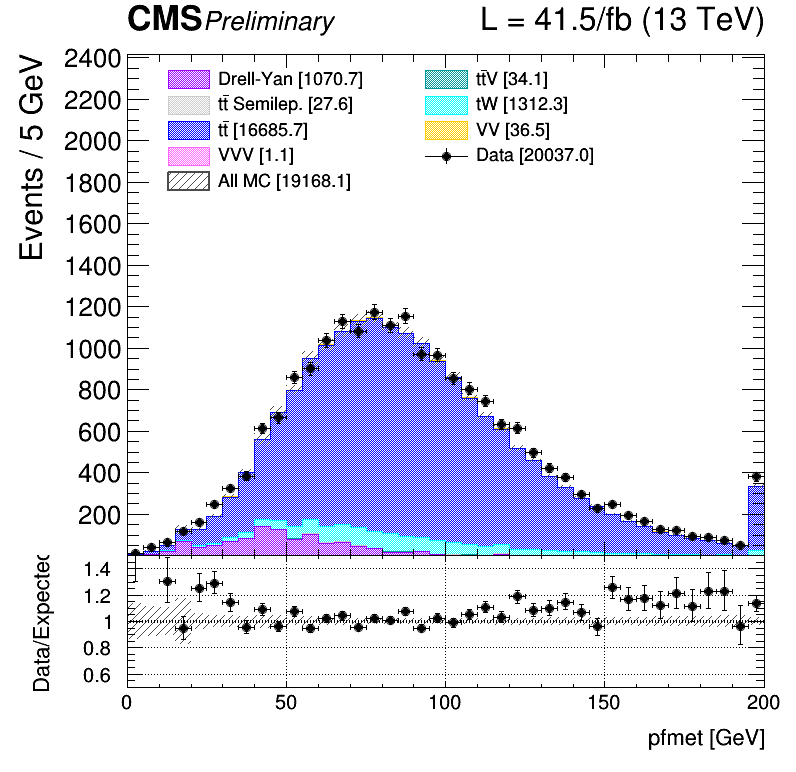 CMS Preliminary L = 41.5/fb (13 TeV)
Events / 5 GeV
2400
2200
2000
1800
1600
1400
1200
1000
800
600
400
200
Drell-Yan [1070.7]
tt̄ Semilep. [27.6]
tt̄ [16685.7]
VVV [1.1]
All MC [19168.1]
tt̄V [34.1]
tW [1312.3]
VV [36.5]
Data [20037.0]
Data/Expected
1.4
1.2
1
0.8
0.6
0 50 100 150 200
pfmet [GeV]